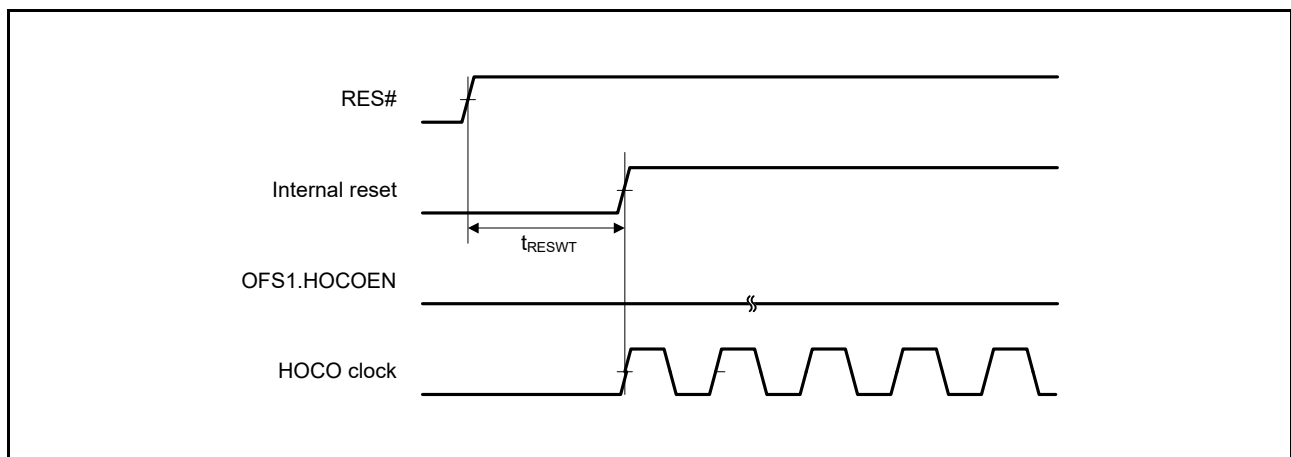 RES#
Internal reset
tRESWT
OFS1.HOCOEN
HOCO clock